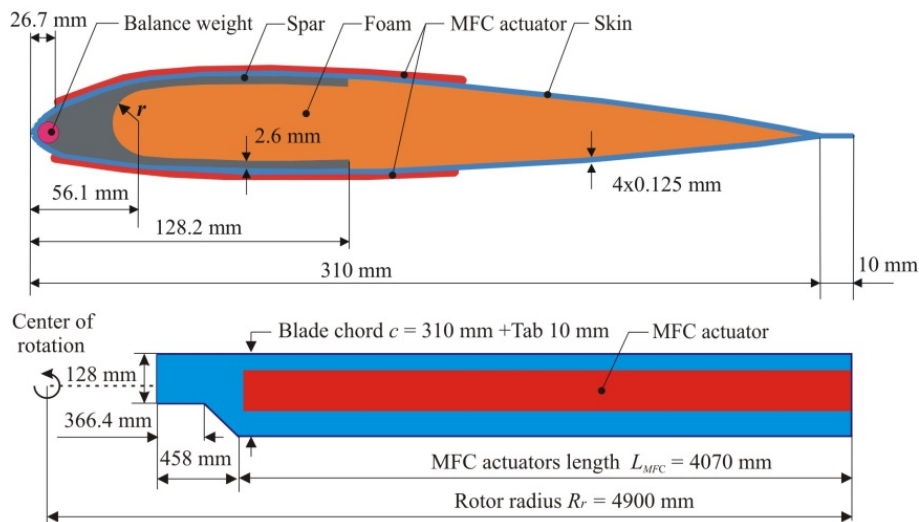 26.7 mm
Balance weight
Spar
Foam
MFC actuator
Skin
r
2.6 mm
56.1 mm
4x0.125 mm
128.2 mm
310 mm
10 mm
Center of
rotation
Blade chord c = 310 mm +Tab 10 mm
MFC actuator
128 mm
366.4 mm
458 mm
MFC actuators length LMFC = 4070 mm
Rotor radius Rr = 4900 mm